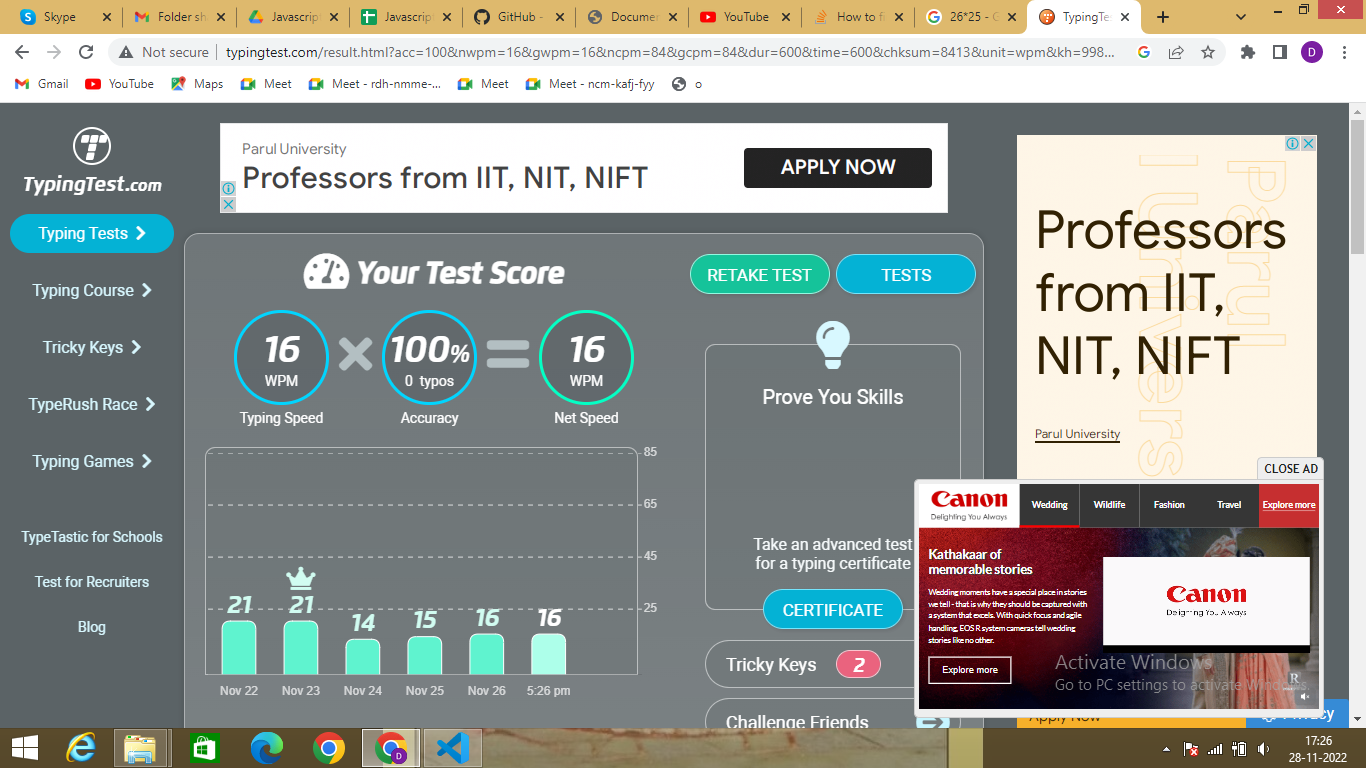 Skype
Folder sh
Javascrip
Javascrip
GitHub -
Documen
YouTube
How to f
26*25 - G
TypingTes
Not secure
typingtest.com/result.html?acc=100&nwpm=16&gwpm=16&ncpm=84&gcpm=84&dur=600&time=600&chksum=8413&unit=wpm&kh=998...
D
Gmail
YouTube
Maps
Meet
Meet - rdh-nmme-...
Meet
Meet - ncm-kafj-fyy
o
TypingTest.com
Typing Tests
Typing Course
Tricky Keys
TypeRush Race
Typing Games
TypeTastic for Schools
Test for Recruiters
Blog
Parul University
Professors from IIT, NIT, NIFT
APPLY NOW
Your Test Score
RETAKE TEST
TESTS
16
WPM
Typing Speed
100%
0 typos
Accuracy
16
WPM
Net Speed
85
65
45
25
21
21
14
15
16
16
Nov 22
Nov 23
Nov 24
Nov 25
Nov 26
5:26 pm
Prove You Skills
Take an advanced test
for a typing certificate
CERTIFICATE
Tricky Keys
2
Challenge Friends
Parul
Univers
Professors
from IIT,
NIT, NIFT
Parul University
CLOSE AD
Canon
Delighting You Always
Wedding
Wildlife
Fashion
Travel
Explore more
Kathakaar of
memorable stories
Wedding moments have a special place in stories
we tell - that is why they should be captured with
a system that excels. With quick focus and agile
handling, EOS R system cameras tell wedding
stories like no other.
Explore more
Canon
Delighting You Always
R
Activate Windows
Go to PC settings to activate Windows.
Apply Now
Privacy
D
17:26
28-11-2022